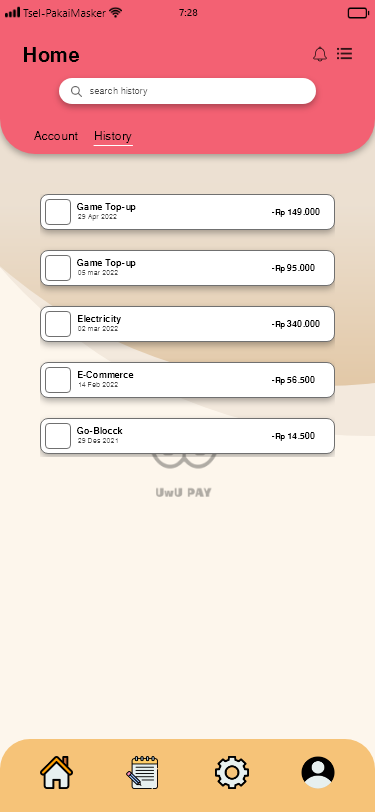 Tsel-PakaiMasker 7:28
Home
search history
Account History
Game Top-up
29 Apr 2022
-Rp 149.000
Game Top-up
05 mar 2022
-Rp 95.000
Electricity
02 mar 2022
-Rp 340.000
E-Commerce
14 Feb 2022
-Rp 56.500
Go-Blocck
29 Des 2021
-Rp 14.500
UwU PAY